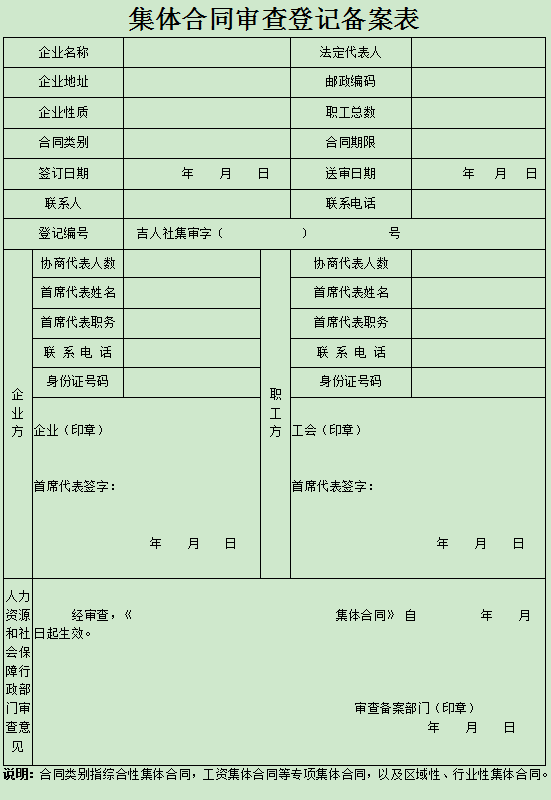 集体合同审查登记备案表
企业名称 法定代表人
企业地址 邮政编码
企业性质 职工总数
合同类别 合同期限
签订日期 年 月 日 送审日期 年 月 日
联系人 联系电话
登记编号 吉人社集审字（ ） 号
企业方
协商代表人数
首席代表姓名
首席代表职务
联 系 电 话
身份证号码
企业（印章）
首席代表签字：
年 月 日
职工方
协商代表人数
首席代表姓名
首席代表职务
联 系 电 话
身份证号码
工会（印章）
首席代表签字：
年 月 日
人力
资源
和社
会保
障行
政部
门审
查意
见
经审查，《 集体合同》 自 年 月
日起生效。
审查备案部门（印章）
年 月 日
说明：合同类别指综合性集体合同，工资集体合同等专项集体合同，以及区域性、行业性集体合同。